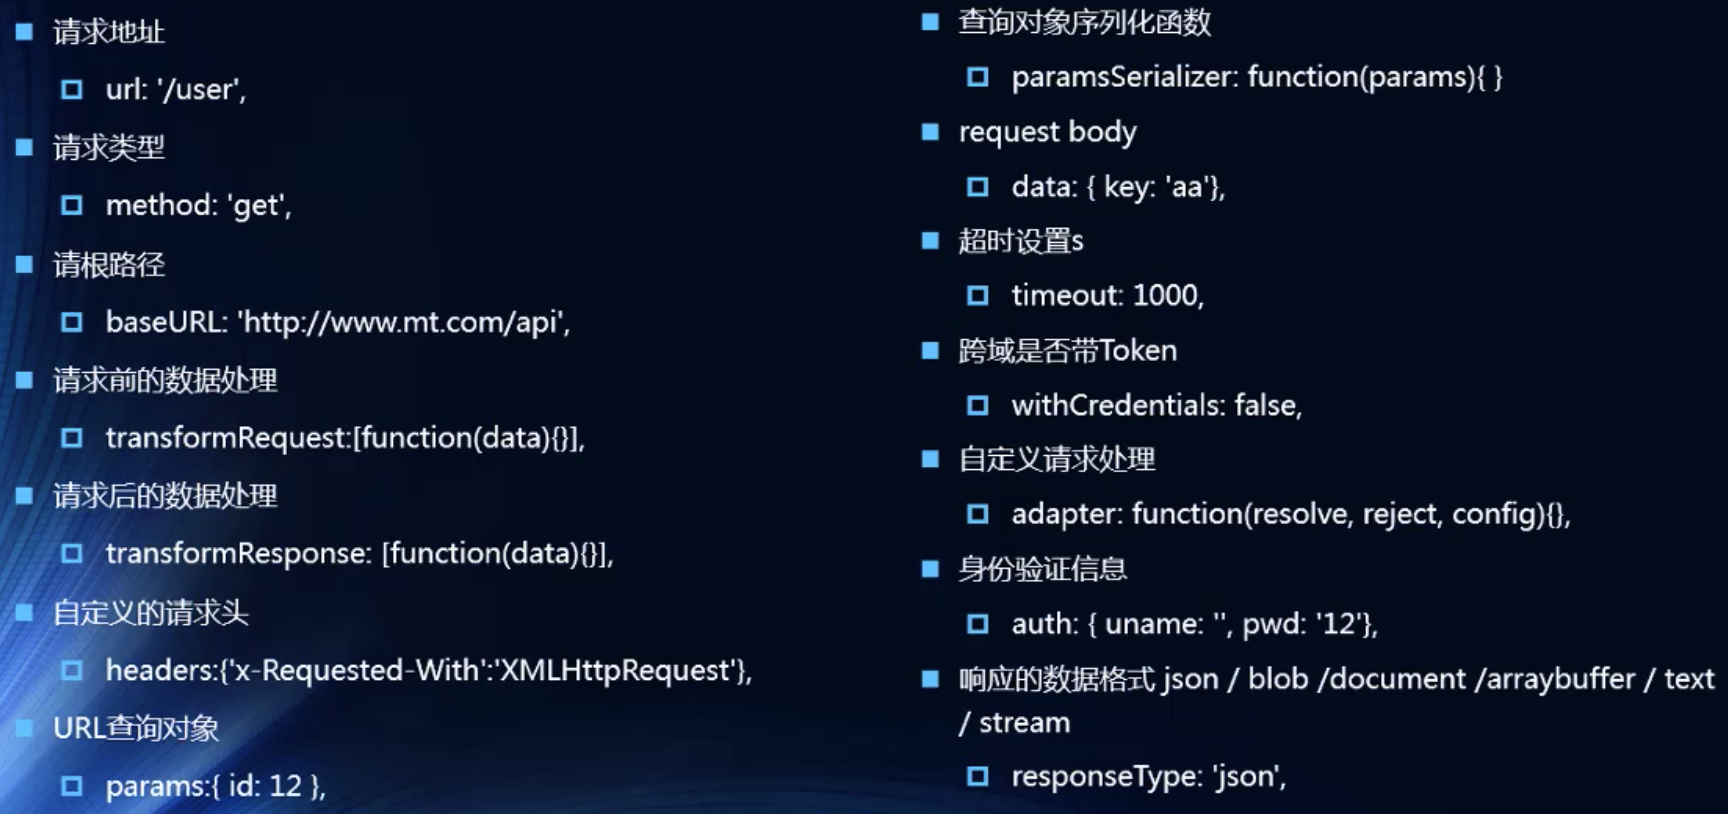 请求地址
url: '/user',
请求类型
method: 'get',
请根路径
baseURL: 'http://www.mt.com/api',
请求前的数据处理
transformRequest:[function(data){}],
请求后的数据处理
transformResponse: [function(data){}],
自定义的请求头
headers:{'x-Requested-With':'XMLHttpRequest'},
URL查询对象
params:{ id: 12 },
查询对象序列化函数
paramsSerializer: function(params){ }
request body
data: { key: 'aa'},
超时设置s
timeout: 1000,
跨域是否带Token
withCredentials: false,
自定义请求处理
adapter: function(resolve, reject, config){},
身份验证信息
auth: { uname: '', pwd: '12'},
响应的数据格式 json / blob /document /arraybuffer / text
/ stream
responseType: 'json',